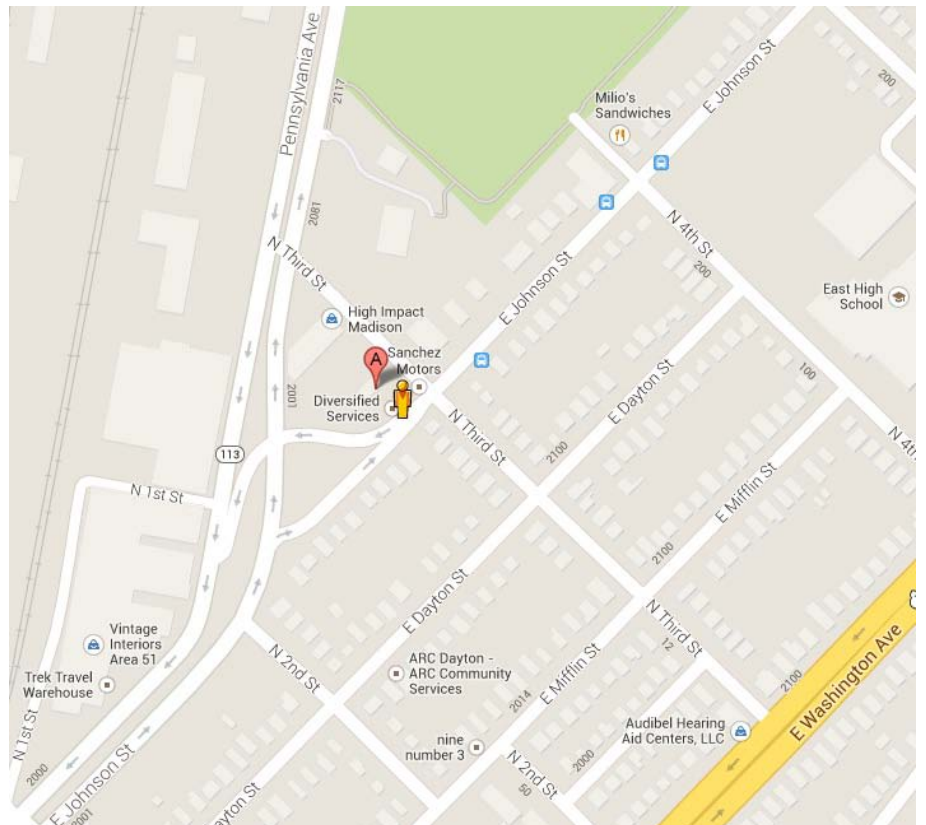 Pennsylvania Ave
2117
E Johnson St
200
Milio's
Sandwiches
2081
N Third St
N 4th St
200
East High
School
High Impact
Madison
E Johnson St
A
Sanchez
Motors
Diversified
Services
2001
100
E Dayton St
N 4th
113
N Third St
2100
N 1st St
E Mifflin St
2100
E Dayton St
N Third St
12
Vintage
Interiors
Area 51
Trek Travel
Warehouse
N 2nd St
ARC Dayton -
ARC Community
Services
E Mifflin St
2014
2100
E Washington Ave
Audibel Hearing
Aid Centers, LLC
N 1st St
nine
number 3
2000
E Johnson St
2001
Dayton St
N 2nd St
50
2000